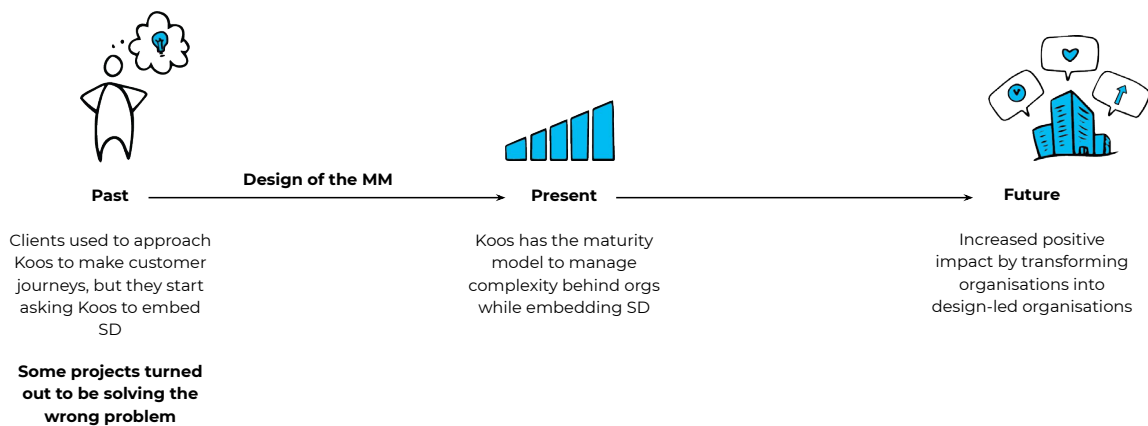 Design of the MM
Past
Present
Future
Clients used to approach
Koos to make customer
journeys, but they start
asking Koos to embed
SD
Some projects turned
out to be solving the
wrong problem
Koos has the maturity
model to manage
complexity behind orgs
while embedding SD
Increased positive
impact by transforming
organisations into
design-led organisations